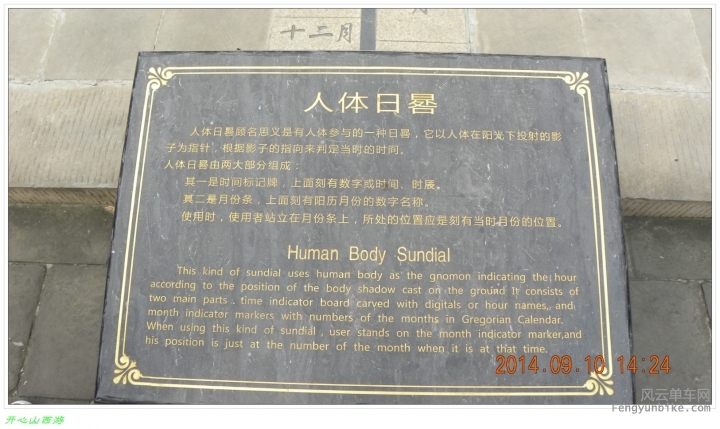 十二月
人体日晷
人体日晷顾名思义是有人体参与的一种日晷，它以人体在阳光下投射的影
子为指针，根据影子的指向来判定当时的时间。
人体日晷由两大部分组成：
其一是时间标记牌，上面刻有数字或时间、时辰。
其二是月份条，上面刻有阳历月份的数字名称。
使用时，使用者站立在月份条上，所处的位置应是刻有当时月份的位置。
Human Body Sundial
This kind of sundial uses human body as the gnomon indicating the hour
according to the position of the body shadow cast on the ground It consists of
two main parts . time indicator board carved with digitals or hour names, and
month indicator markers with numbers of the months in Gregorian Calendar.
When using this kind of sundial , user stands on the month indicator marker,and
his position is just at the number of the month when it is at that time.
2014.09.10 14:24
风云单车网
Fengyunbike.com
开心山西游